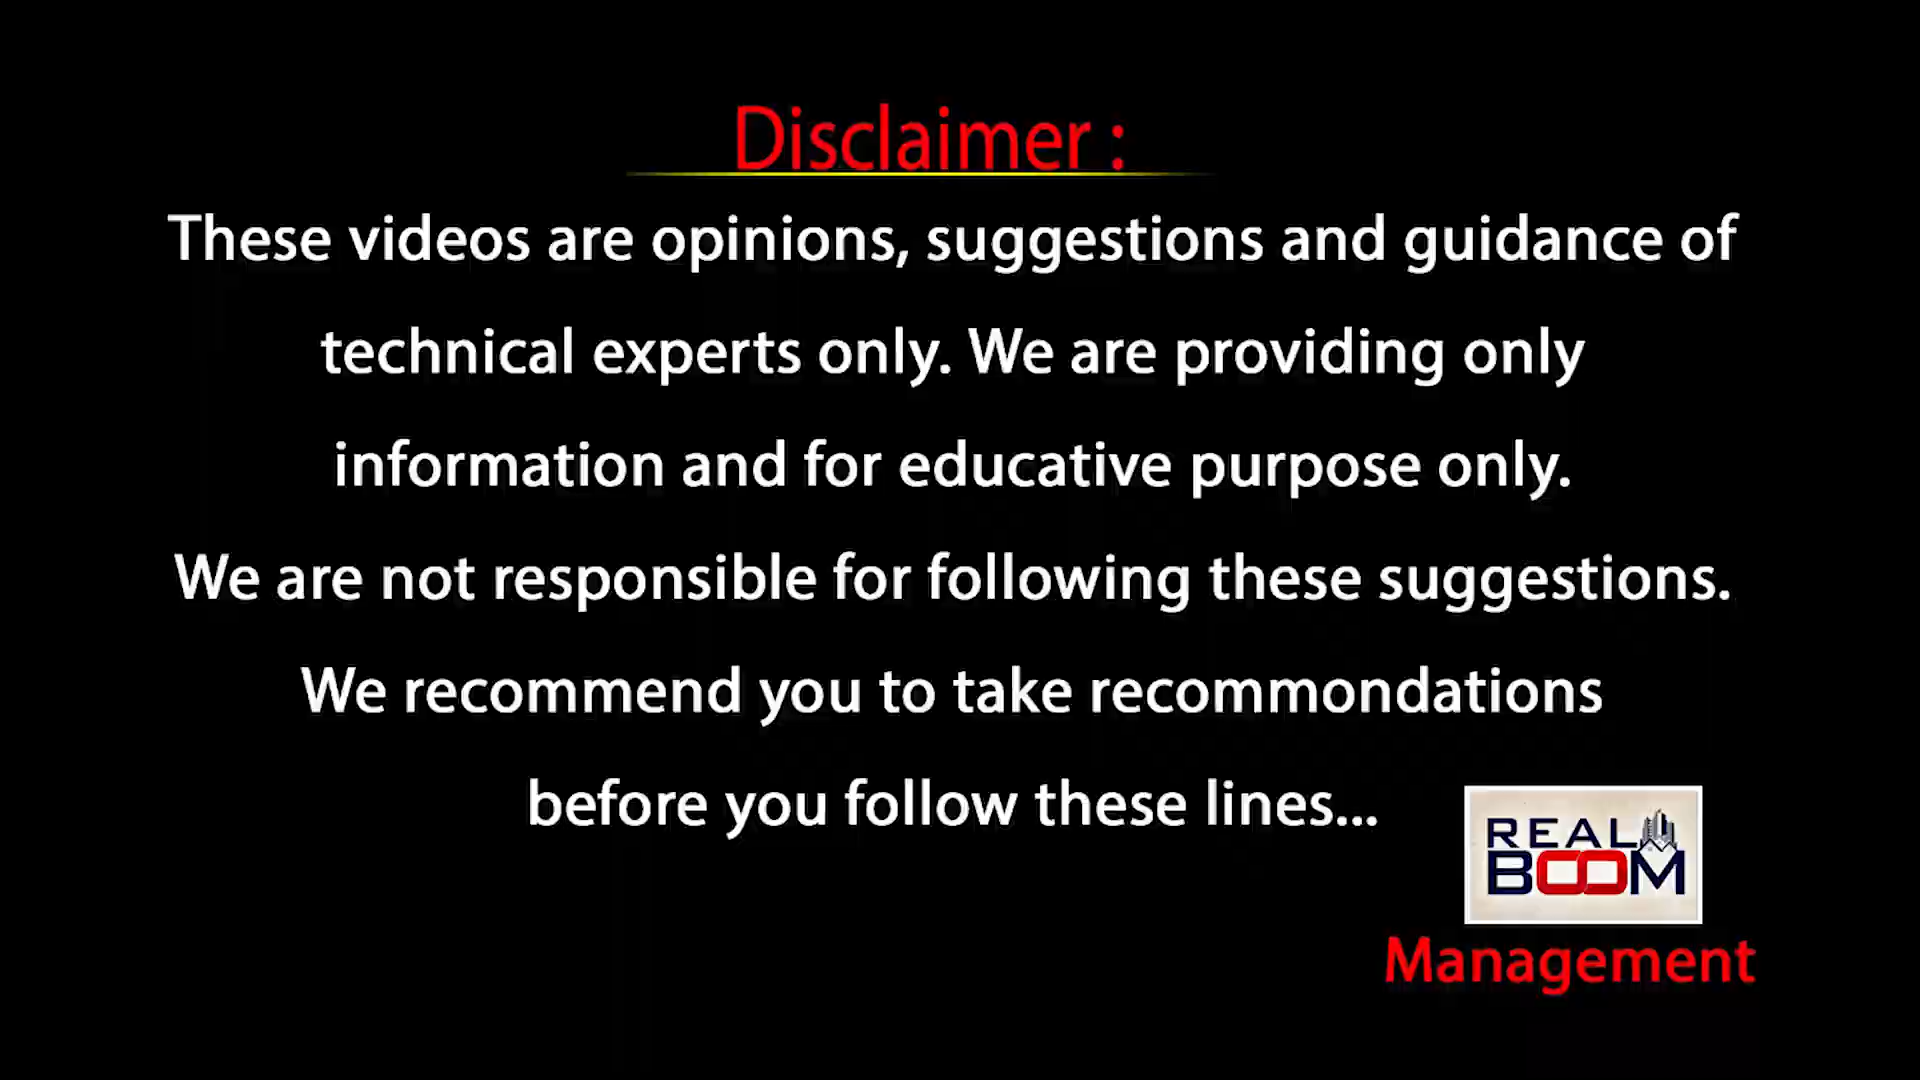 Disclaimer :
These videos are opinions, suggestions and guidance of
technical experts only. We are providing only
information and for educative purpose only.
We are not responsible for following these suggestions.
We recommend you to take recommondations
before you follow these lines...
REAL
BOOM
Management